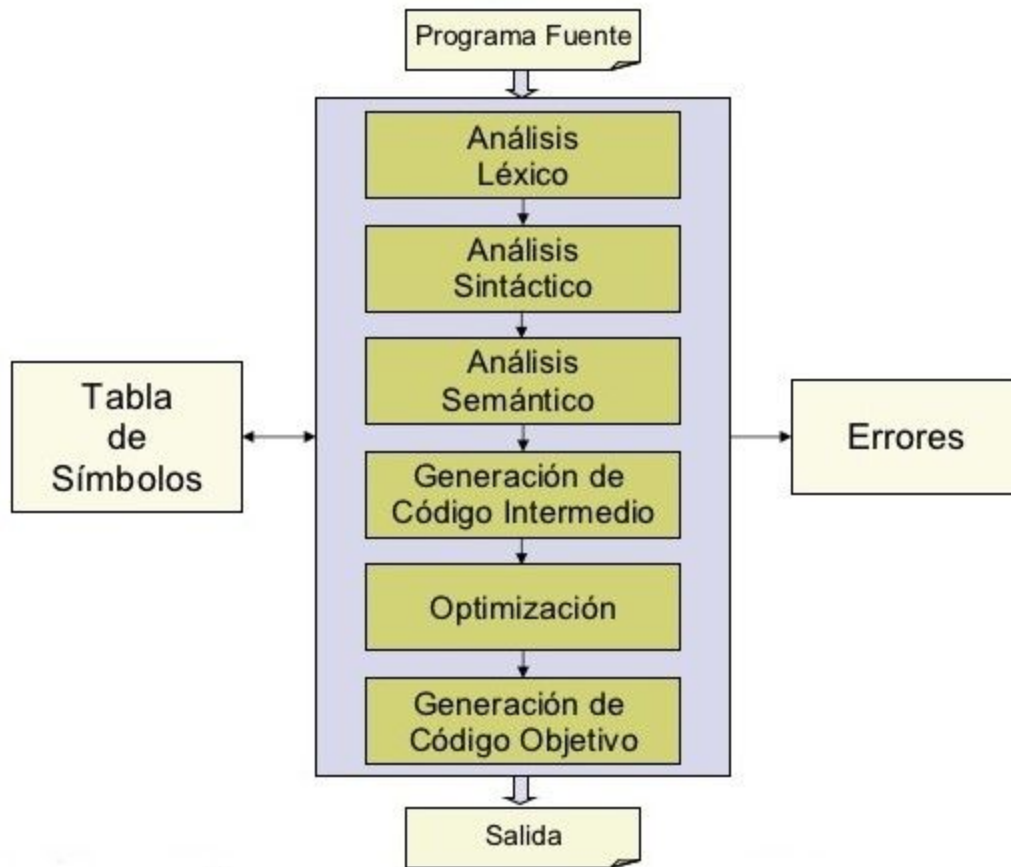 Programa Fuente
Análisis
Léxico
Análisis
Sintáctico
Análisis
Semántico
Generación de
Código Intermedio
Optimización
Generación de
Código Objetivo
Tabla
de
Símbolos
Errores
Salida